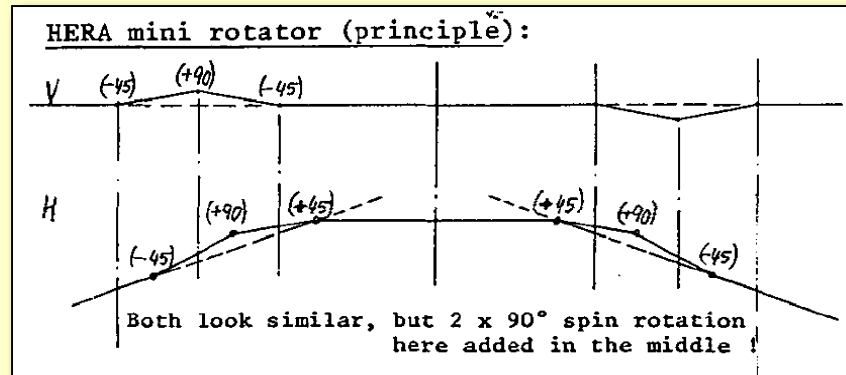 HERA mini rotator (principle):
V (-45) (+90) (-45)
H (+90) (+45) (+45) (+90)
(-45) (-45)
Both look similar, but 2 x 90° spin rotation
here added in the middle !